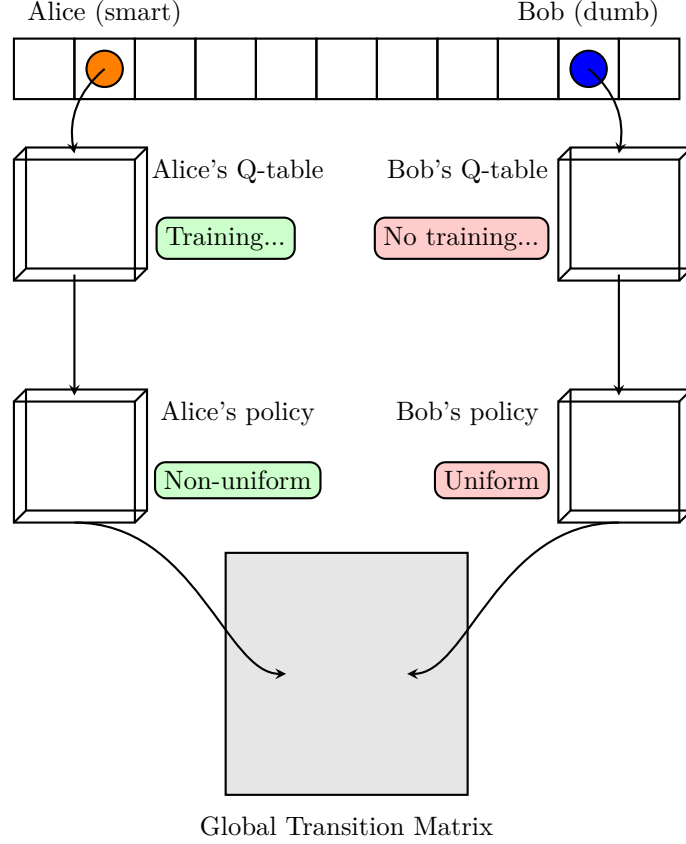 Alice (smart)
Bob (dumb)
Alice's Q-table
Bob's Q-table
Training...
No training...
Alice's policy
Bob's policy
Non-uniform
Uniform
Global Transition Matrix